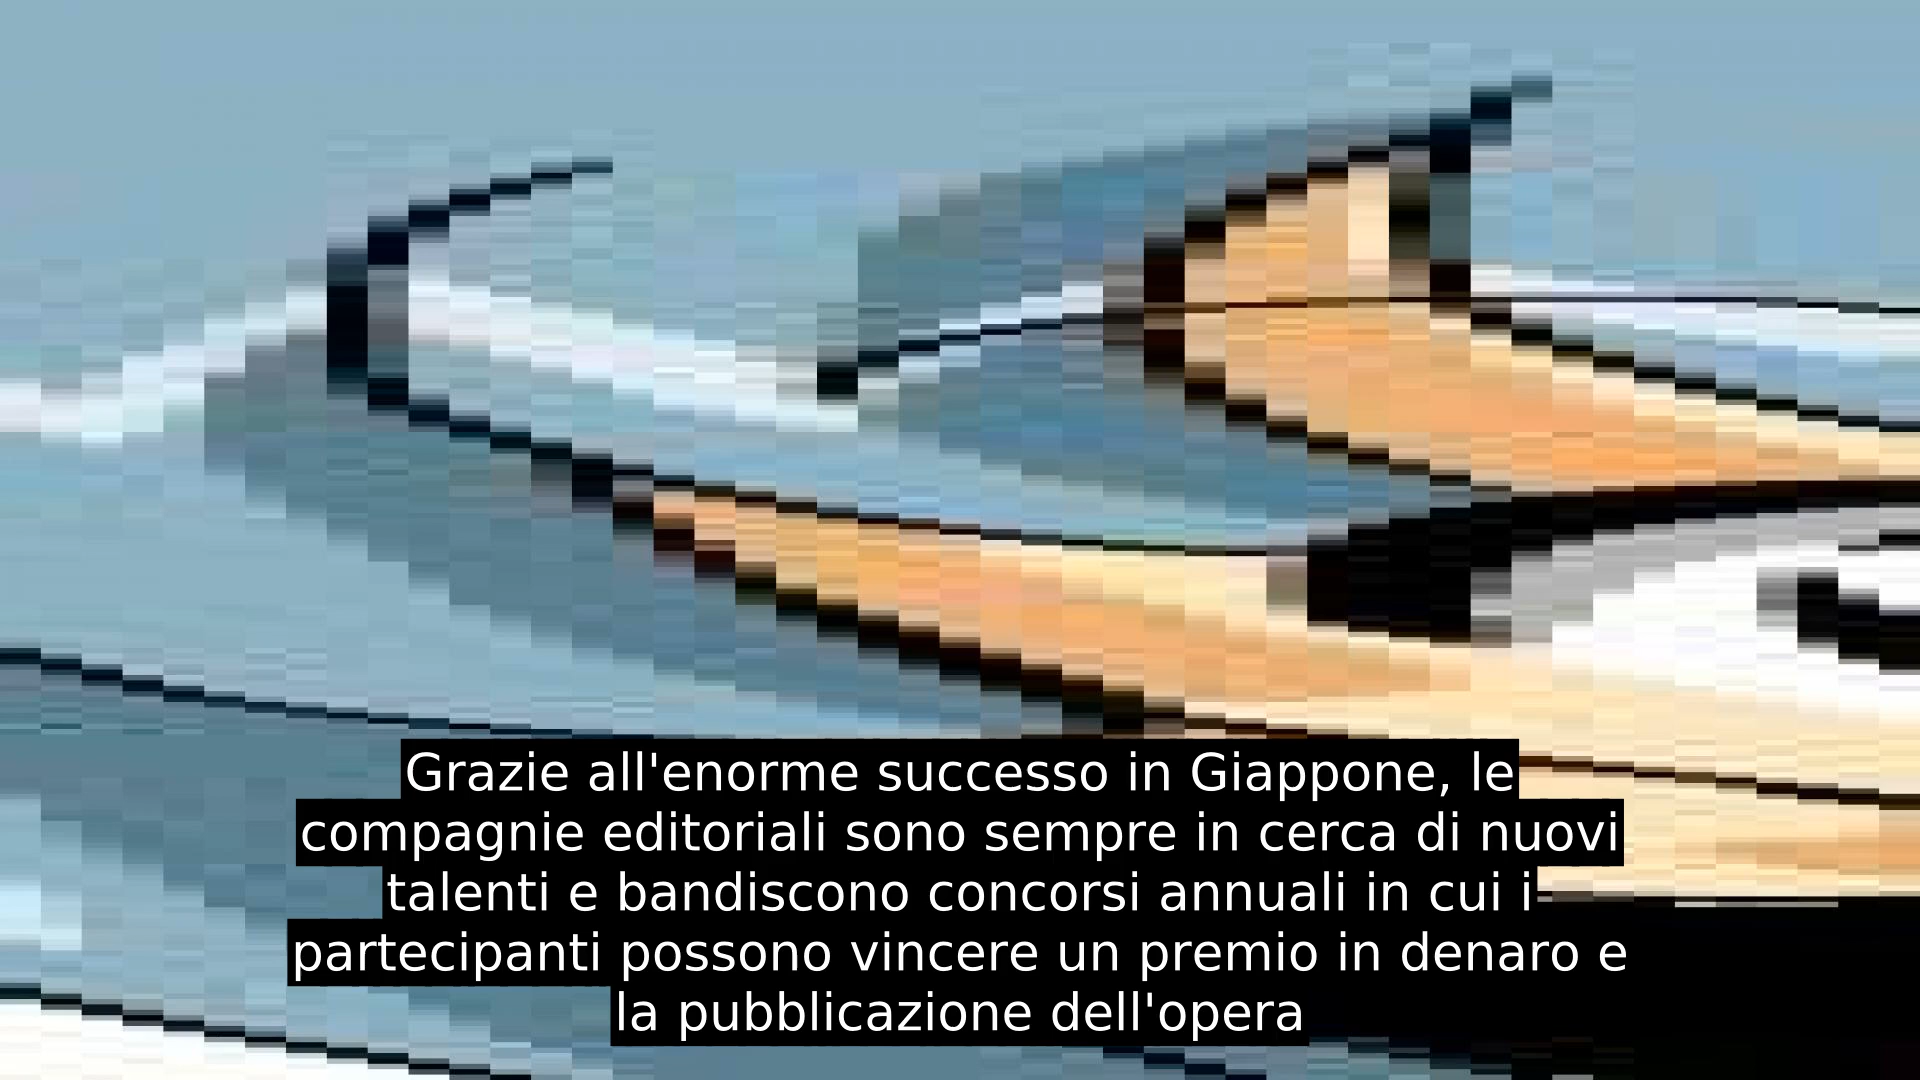 Grazie all'enorme successo in Giappone, le
compagnie editoriali sono sempre in cerca di nuovi
talenti e bandiscono concorsi annuali in cui i
partecipanti possono vincere un premio in denaro e
la pubblicazione dell'opera